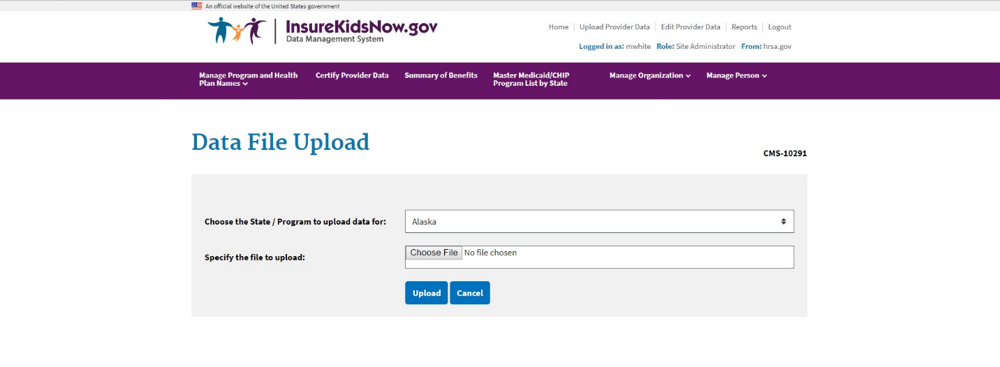 An official website of the United States government
InsureKidsNow.gov
Data Management System
Home Upload Provider Data Edit Provider Data Reports Logout
Logged in as: mwhite Role: Site Administrator From: hrsa.gov
Manage Program and Health Plan Names
Certify Provider Data
Summary of Benefits
Master Medicaid/CHIP
Program List by State
Manage Organization
Manage Person
Data File Upload
CMS-10291
Choose the State / Program to upload data for:
Alaska
Specify the file to upload:
Choose File No file chosen
Upload Cancel